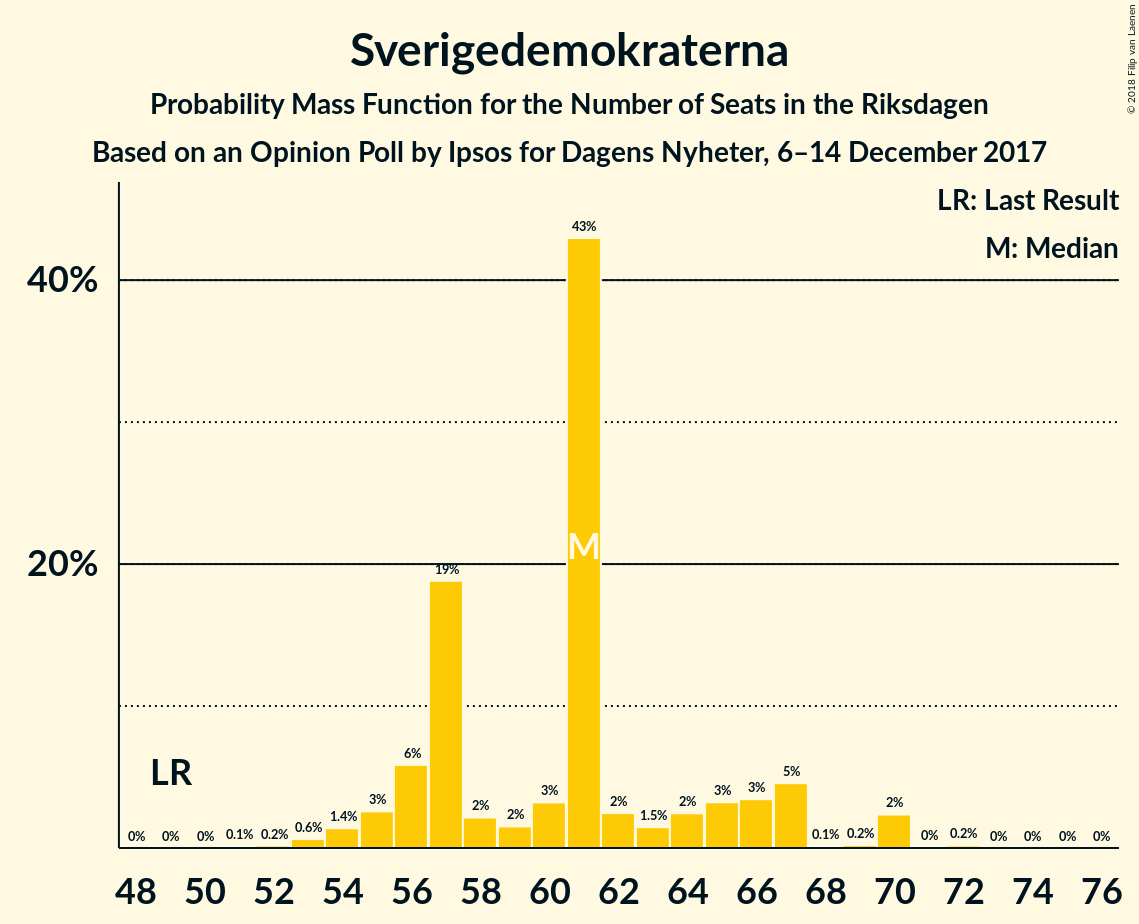 Sverigedemokraterna
Probability Mass Function for the Number of Seats in the Riksdagen
Based on an Opinion Poll by Ipsos for Dagens Nyheter, 6–14 December 2017
© 2018 Filip van Laenen
LR: Last Result
M: Median
40%
20%
LR
M
0% 0% 0% 0.1% 0.2% 0.6% 1.4% 3% 6% 19% 2% 2% 3% 43% 2% 1.5% 2% 3% 3% 5% 0.1% 0.2% 2% 0% 0.2% 0% 0% 0% 0%
48 50 52 54 56 58 60 62 64 66 68 70 72 74 76